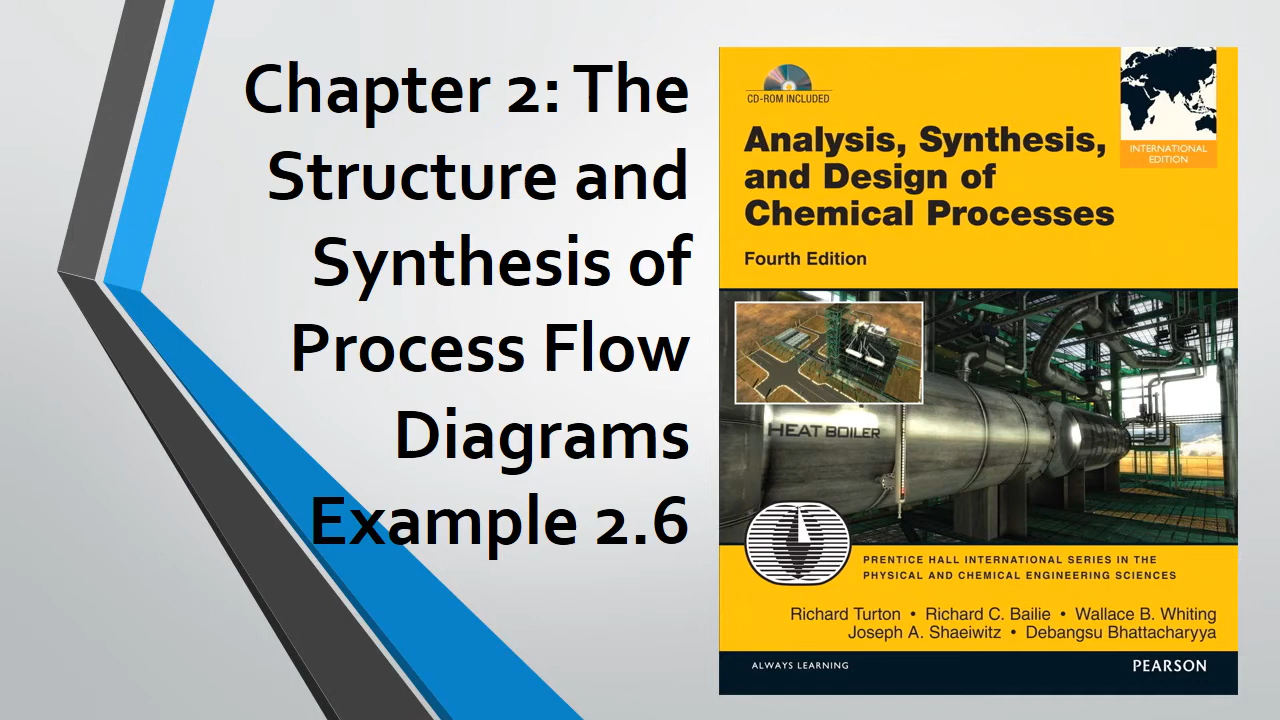 Chapter 2: The
Structure and
Synthesis of
Process Flow
Diagrams
Example 2.6
CD-ROM INCLUDED
INTERNATIONAL
EDITION
Analysis, Synthesis,
and Design of
Chemical Processes
Fourth Edition
HEAT BOILER
PRENTICE HALL INTERNATIONAL SERIES IN THE
PHYSICAL AND CHEMICAL ENGINEERING SCIENCES
Richard Turton • Richard C. Bailie • Wallace B. Whiting
Joseph A. Shaeiwitz • Debangsu Bhattacharyya
ALWAYS LEARNING
PEARSON